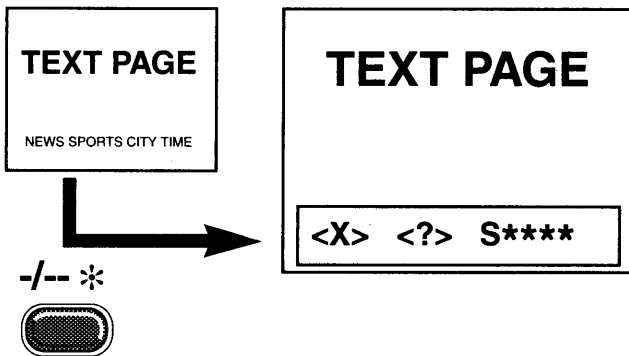 TEXT PAGE
NEWS SPORTS CITY TIME
TEXT PAGE
<X> <?> S****
-/-- *